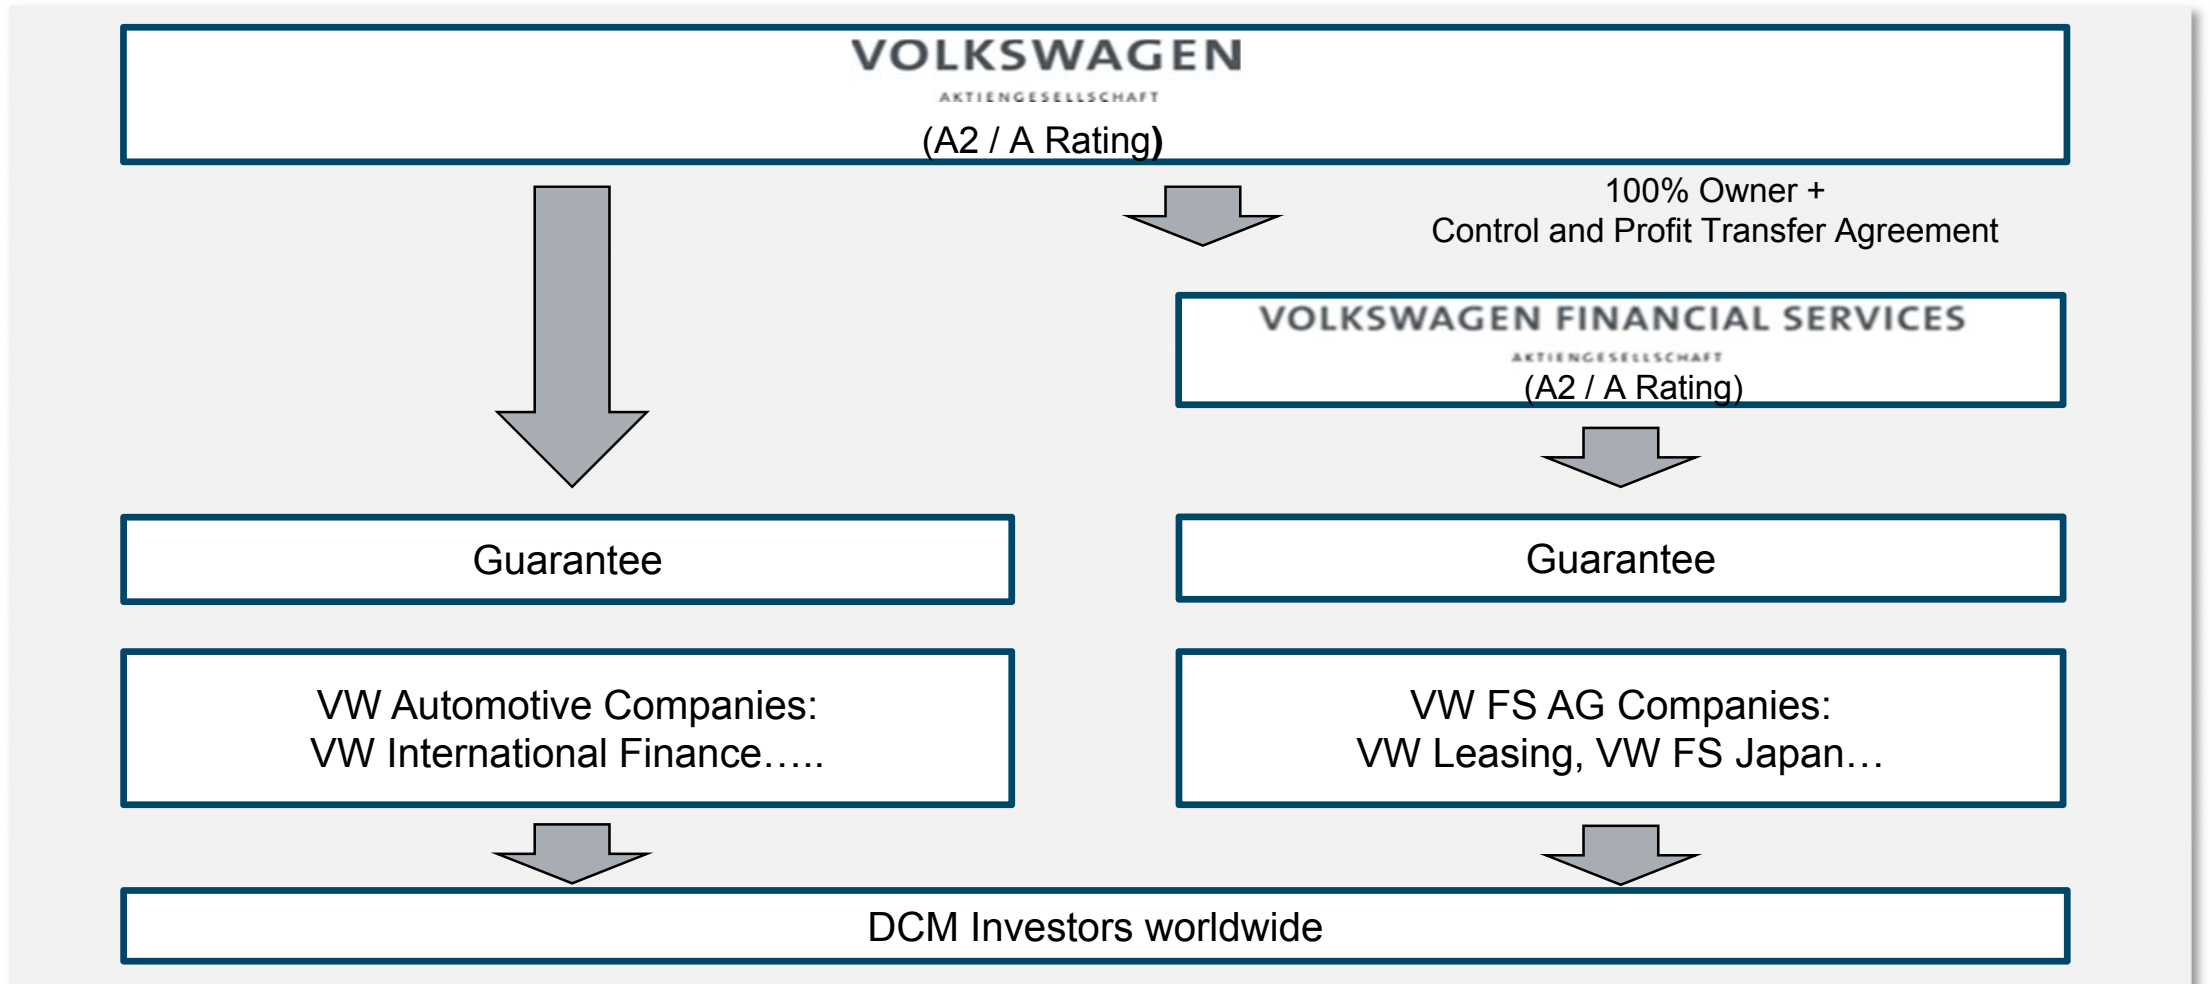 VOLKSWAGEN
AKTIENGESELLSCHAFT
(A2 / A Rating)
100% Owner +
Control and Profit Transfer Agreement
VOLKSWAGEN FINANCIAL SERVICES
AKTIENGESELLSCHAFT
(A2 / A Rating)
Guarantee
Guarantee
VW Automotive Companies:
VW International Finance…..
VW FS AG Companies:
VW Leasing, VW FS Japan…
DCM Investors worldwide